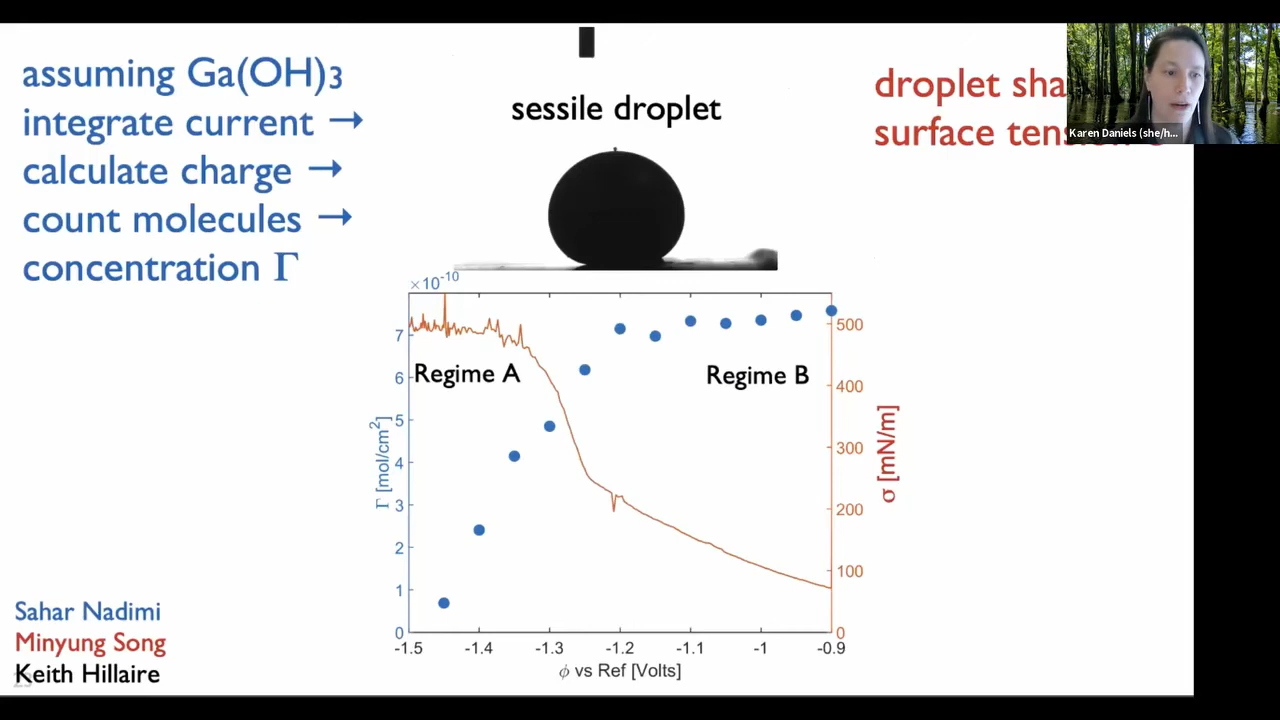 assuming Ga(OH)3
integrate current →
calculate charge →
count molecules →
concentration Γ
sessile droplet
droplet sha
surface tens
Karen Daniels (she/h...
×10-10
7
6
5
4
3
2
1
0
Γ [mol/cm2]
Regime A
Regime B
500
400
300
200
100
0
σ [mN/m]
-1.5 -1.4 -1.3 -1.2 -1.1 -1 -0.9
ϕ vs Ref [Volts]
Sahar Nadimi
Minyung Song
Keith Hillaire